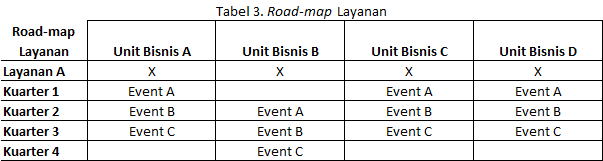 Tabel 3. Road-map Layanan
Road-map Layanan Unit Bisnis A Unit Bisnis B Unit Bisnis C Unit Bisnis D
Layanan A X X X X
Kuarter 1 Event A Event A Event A
Kuarter 2 Event B Event A Event B Event B
Kuarter 3 Event C Event B Event C Event C
Kuarter 4 Event C